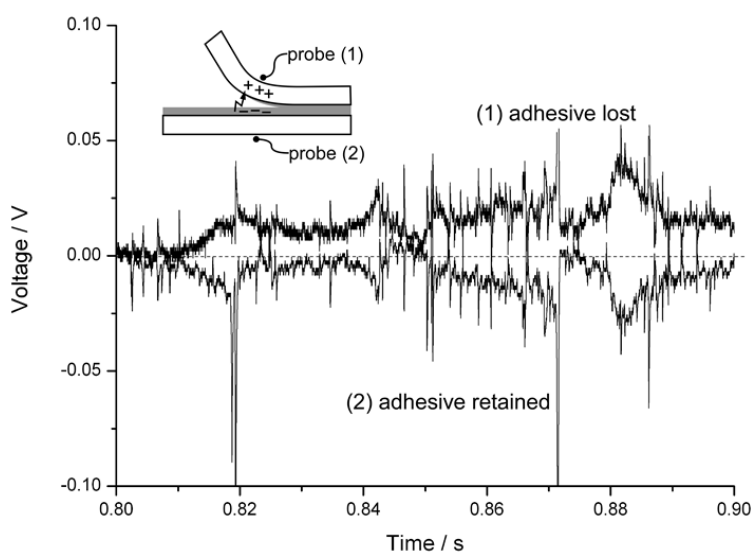 0.10
probe (1)
+ + +
− − −
probe (2)
(1) adhesive lost
0.05
0.00
-0.05
(2) adhesive retained
-0.10
Voltage / V
0.80 0.82 0.84 0.86 0.88 0.90
Time / s